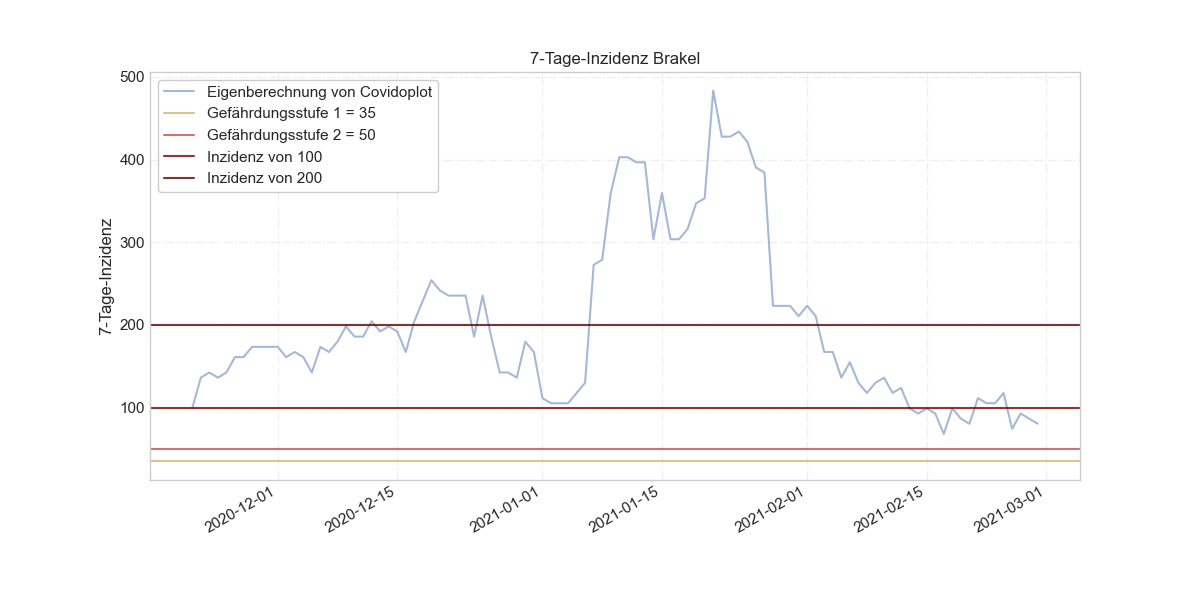 7-Tage-Inzidenz Brakel
500
400
300
200
100
7-Tage-Inzidenz
Eigenberechnung von Covidoplot
Gefährdungsstufe 1 = 35
Gefährdungsstufe 2 = 50
Inzidenz von 100
Inzidenz von 200
2020-12-01
2020-12-15
2021-01-01
2021-01-15
2021-02-01
2021-02-15
2021-03-01